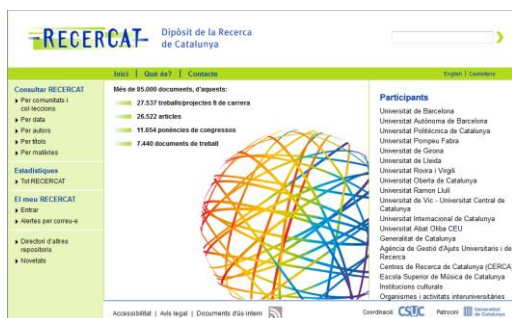 RECERCAT
Dipòsit de la Recerca
de Catalunya
Inici | Què és? | Contacte
English | Castellano
Consultar RECERCAT
Per comunitats i
col·leccions
Per data
Per autors
Per títols
Per matèries
Estadístiques
Tot RECERCAT
El meu RECERCAT
Entrar
Alertes per correu-e
Directori d'altres
repositoris
Novetats
Més de 85.000 documents, d'aquests:
27.537 treballs/projectes fi de carrera
26.522 articles
11.654 ponències de congressos
7.440 documents de treball
Participants
Universitat de Barcelona
Universitat Autònoma de Barcelona
Universitat Politècnica de Catalunya
Universitat Pompeu Fabra
Universitat de Girona
Universitat de Lleida
Universitat Rovira i Virgili
Universitat Oberta de Catalunya
Universitat Ramon Llull
Universitat de Vic - Universitat Central de
Catalunya
Universitat Internacional de Catalunya
Universitat Abat Oliba CEU
Generalitat de Catalunya
Agència de Gestió d'Ajuts Universitaris i de
Recerca
Centres de Recerca de Catalunya (CERCA)
Escola Superior de Música de Catalunya
Institucions culturals
Organismes i activitats interuniversitàries
Accessibilitat | Avís legal | Documents d'ús intern
Coordinació CSUC Patrocini Generalitat
de Catalunya